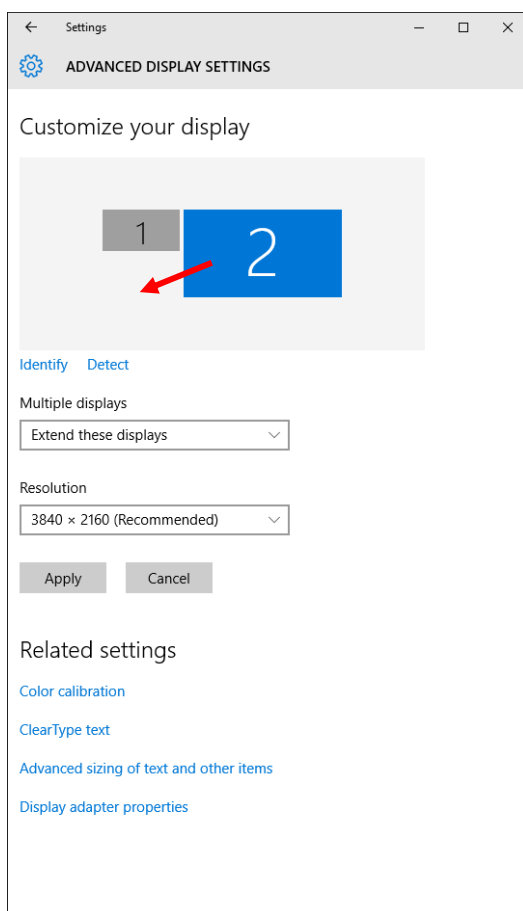 Settings
ADVANCED DISPLAY SETTINGS
Customize your display
1 2
Identify Detect
Multiple displays
Extend these displays
Resolution
3840 × 2160 (Recommended)
Apply Cancel
Related settings
Color calibration
ClearType text
Advanced sizing of text and other items
Display adapter properties